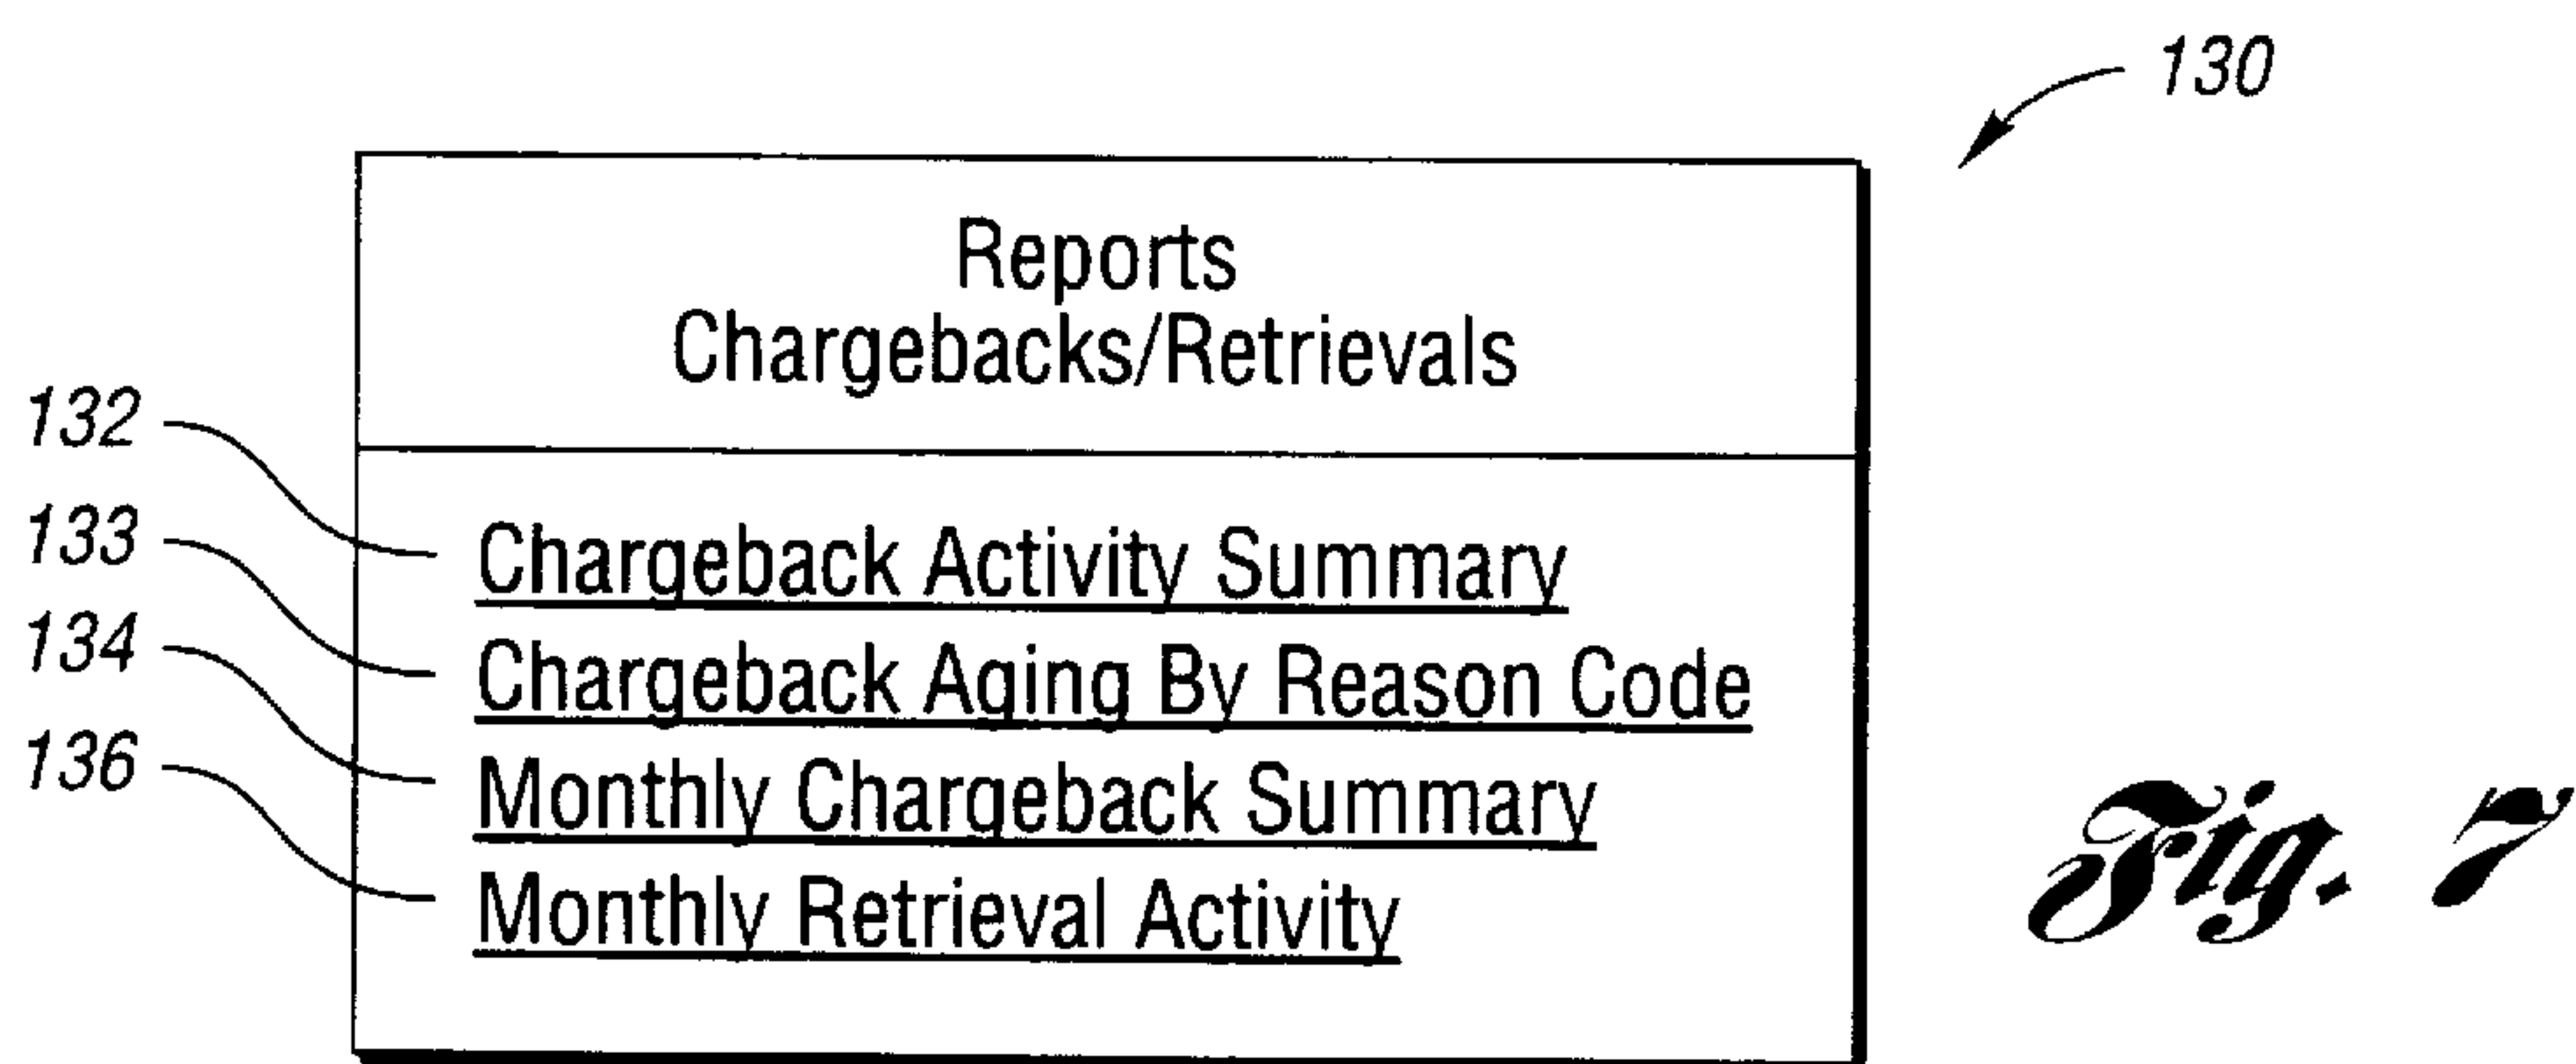 130
Reports
Chargebacks/Retrievals
132
Chargeback Activity Summary
133
Chargeback Aging By Reason Code
134
Monthly Chargeback Summary
136
Monthly Retrieval Activity
Fig. 7